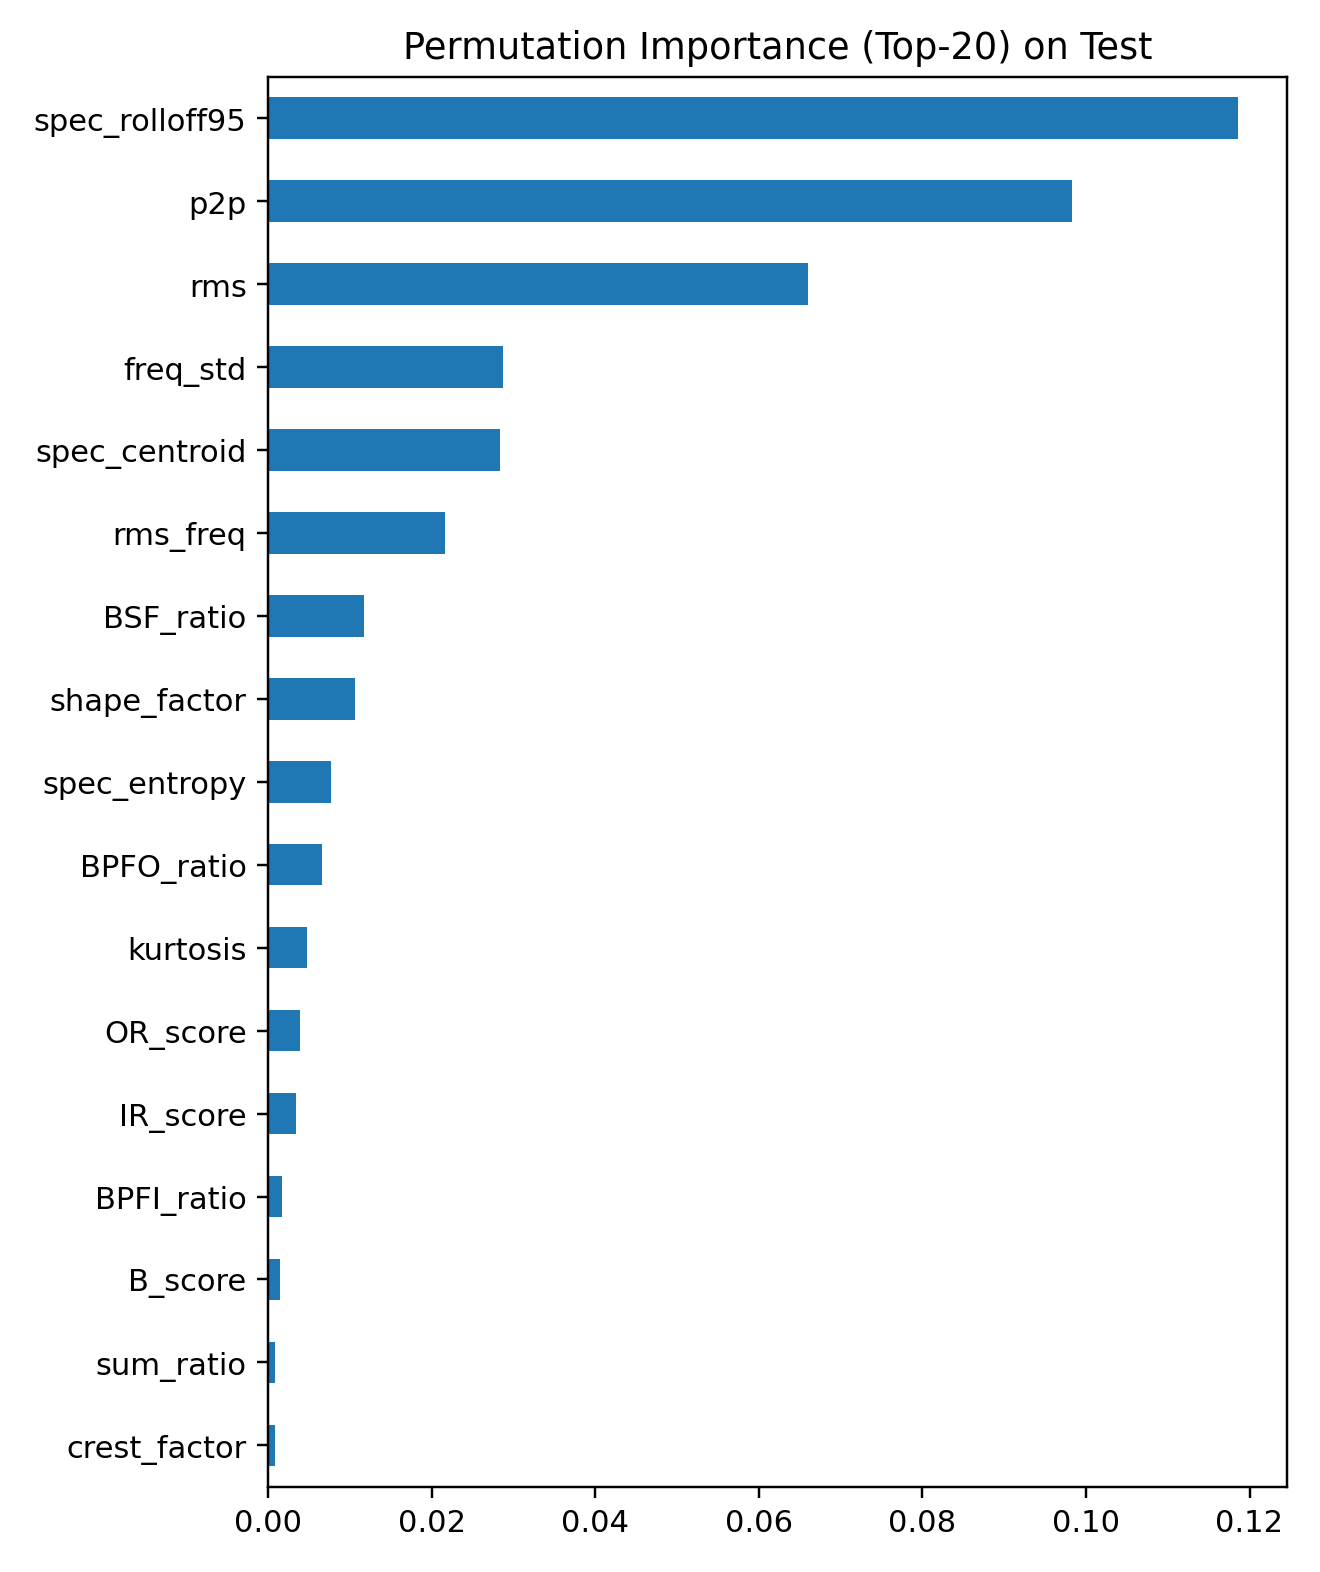 Permutation Importance (Top-20) on Test
spec_rolloff95
p2p
rms
freq_std
spec_centroid
rms_freq
BSF_ratio
shape_factor
spec_entropy
BPFO_ratio
kurtosis
OR_score
IR_score
BPFI_ratio
B_score
sum_ratio
crest_factor
0.00 0.02 0.04 0.06 0.08 0.10 0.12